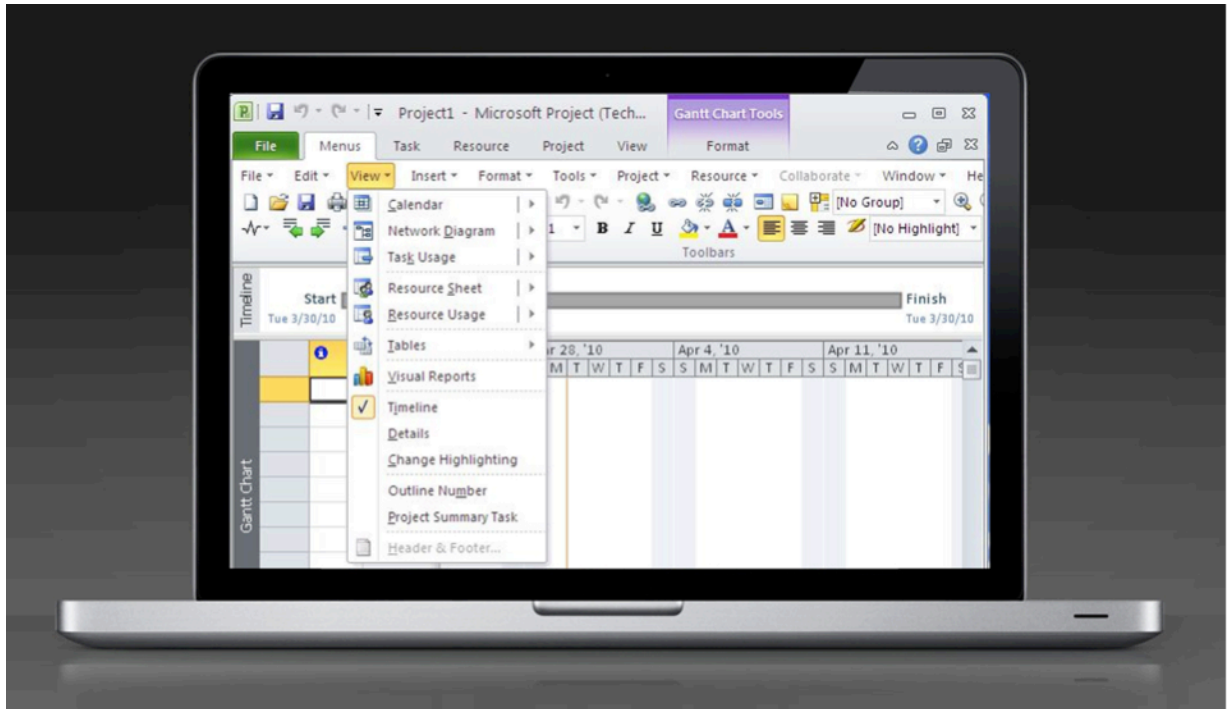 Project1 - Microsoft Project (Tech... Gantt Chart Tools
File Menus Task Resource Project View Format
File Edit View Insert Format Tools Project Resource Collaborate Window He
[No Group]
B I U [No Highlight]
Toolbars
Calendar
Network Diagram
Task Usage
Resource Sheet
Resource Usage
Tables
Visual Reports
Timeline
Details
Change Highlighting
Outline Number
Project Summary Task
Header & Footer...
Timeline
Start
Tue 3/30/10
Finish
Tue 3/30/10
28, '10 Apr 4, '10 Apr 11, '10
M T W T F S S M T W T F S S M T W T F S
Gantt Chart